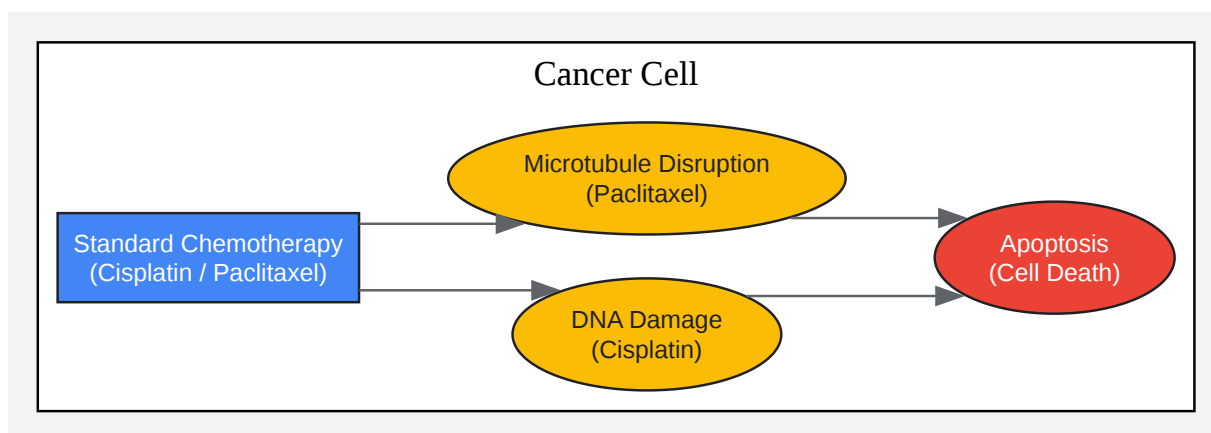 Cancer Cell
Microtubule Disruption
(Paclitaxel)
Standard Chemotherapy
(Cisplatin / Paclitaxel)
Apoptosis
(Cell Death)
DNA Damage
(Cisplatin)